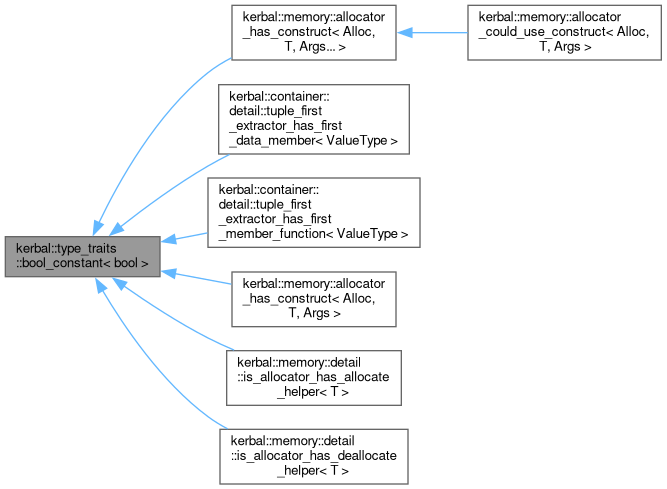 kerbal::memory::allocator
_has_construct< Alloc,
T, Args... >
kerbal::memory::allocator
_could_use_construct< Alloc,
T, Args >
kerbal::container::
detail::tuple_first
_extractor_has_first
_data_member< ValueType >
kerbal::container::
detail::tuple_first
_extractor_has_first
_member_function< ValueType >
kerbal::type_traits
::bool_constant< bool >
kerbal::memory::allocator
_has_construct< Alloc,
T, Args >
kerbal::memory::detail
::is_allocator_has_allocate
_helper< T >
kerbal::memory::detail
::is_allocator_has_deallocate
_helper< T >